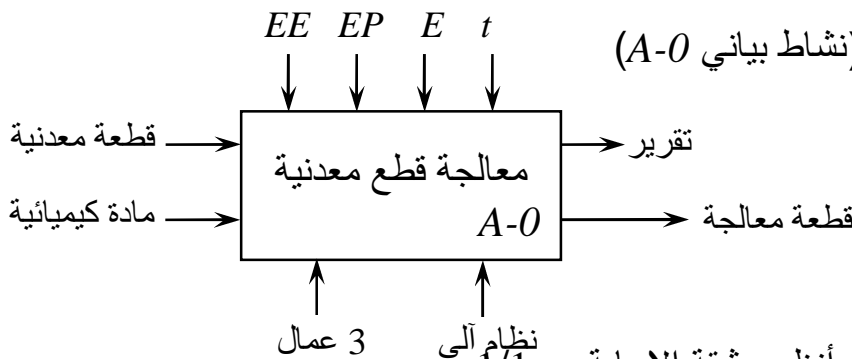 (نشاط بياني A-0)
EE EP E t
قطعة معدنية
تقرير
معالجة قطع معدنية
مادة كيميائية
A-0
قطعة معالجة
نظام آلي
3 عمال